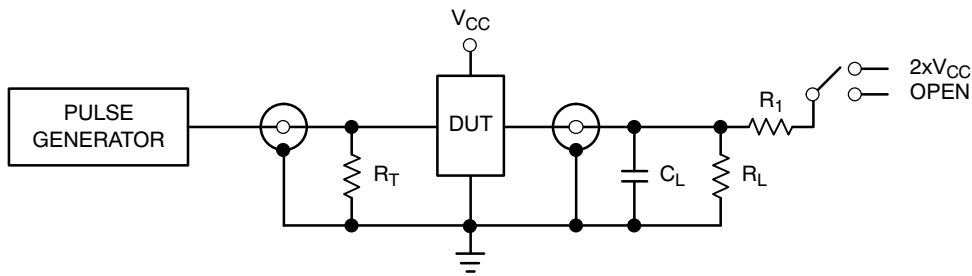 V_CC
PULSE
GENERATOR
DUT
R_T
C_L
R_L
R_1
2xV_CC
OPEN